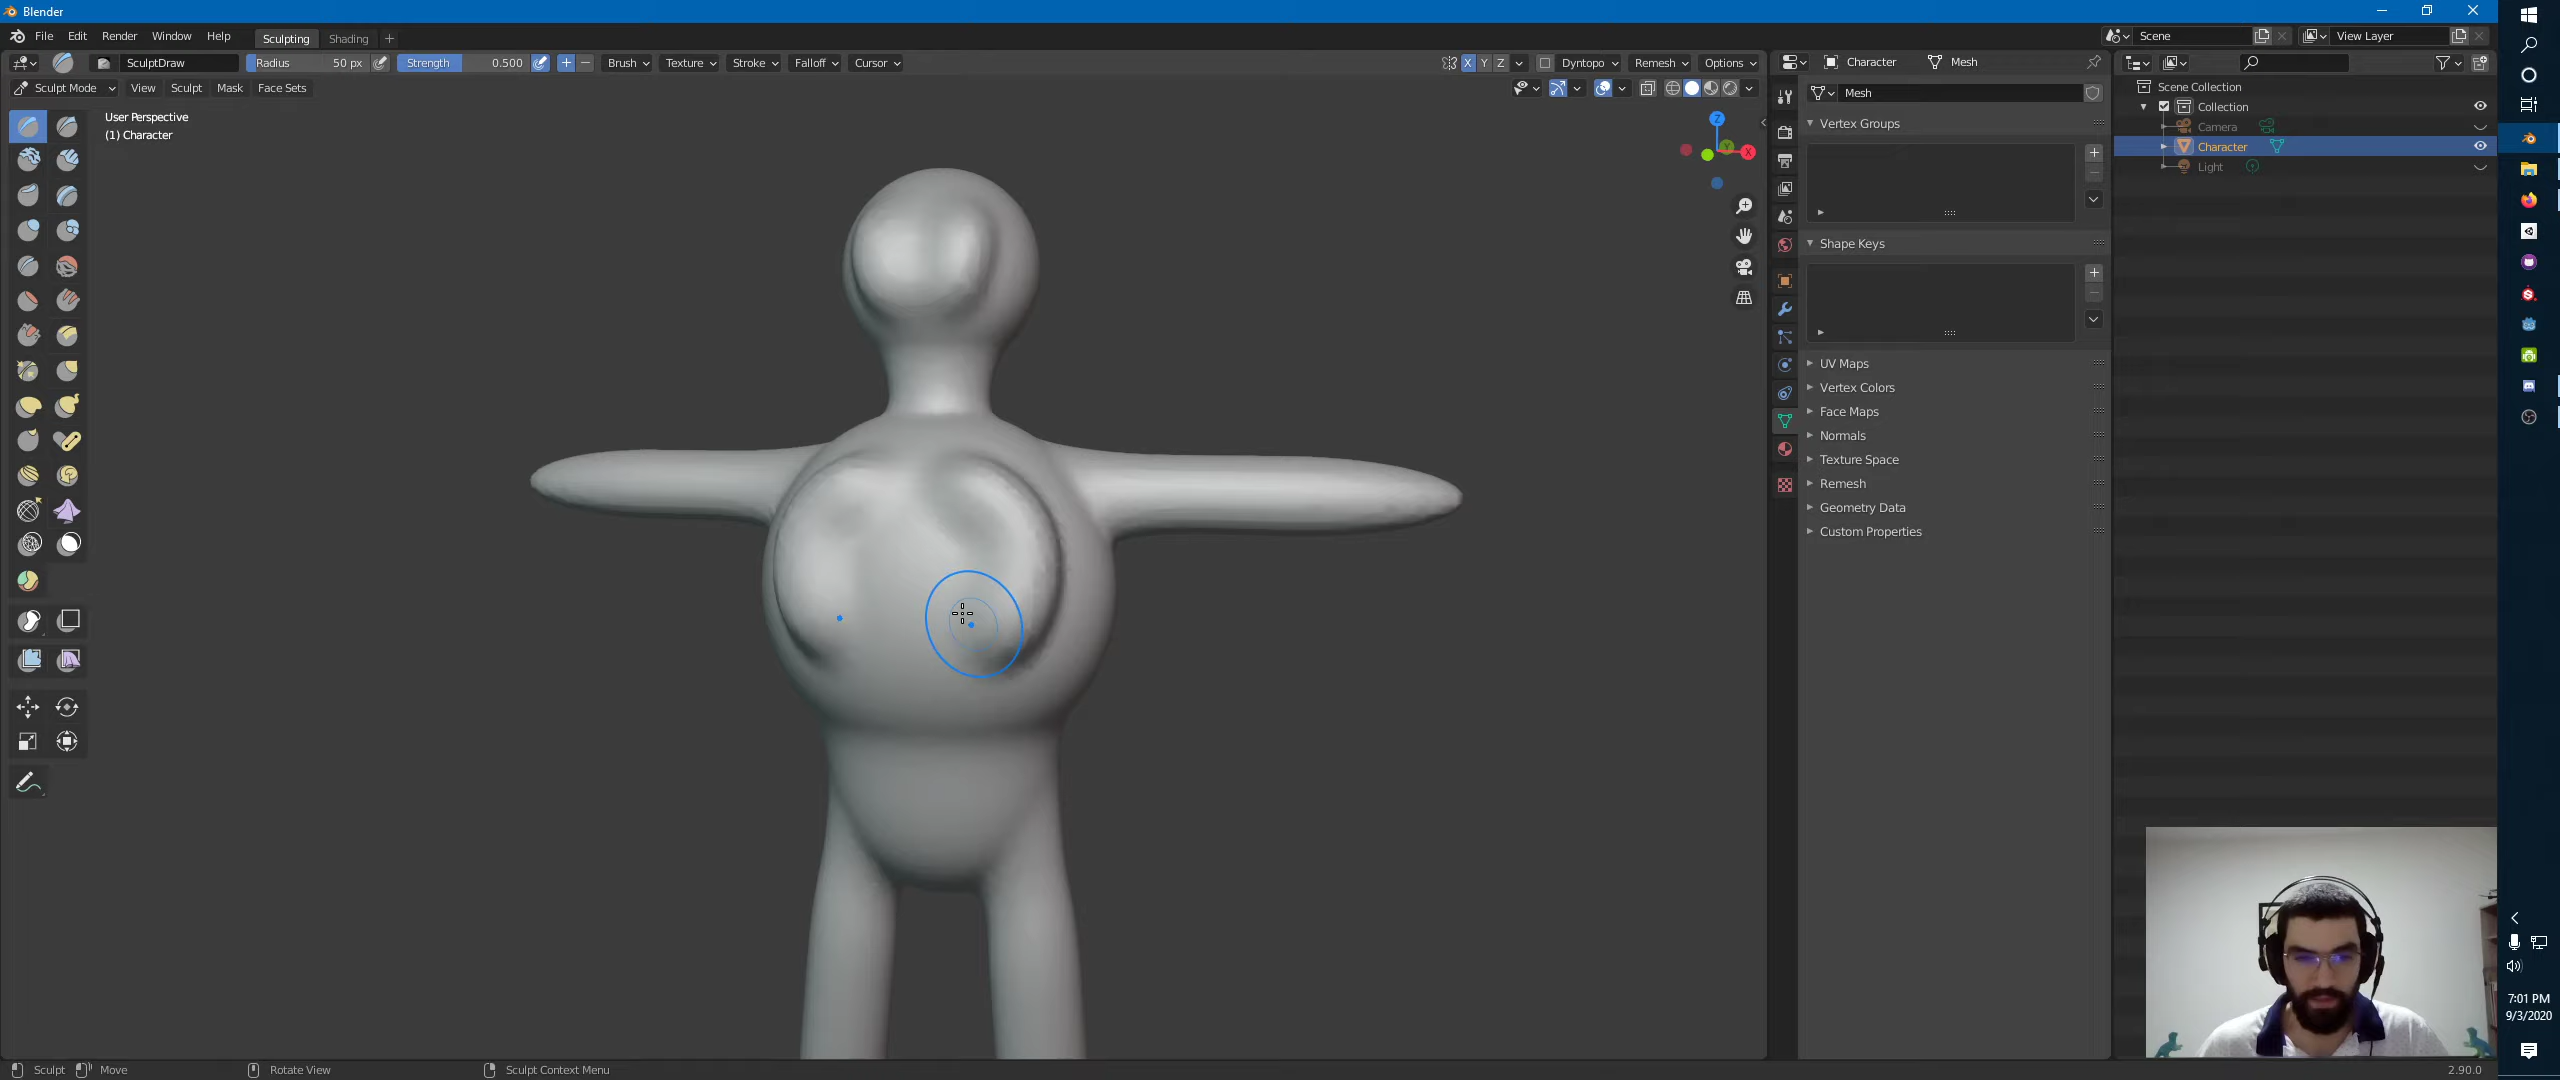 Blender
File Edit Render Window Help Sculpting Shading + Scene View Layer
SculptDraw Radius 50 px Strength 0.500 + − Brush Texture Stroke Falloff Cursor X Y Z Dyntopo Remesh Options Character Mesh
Sculpt Mode View Sculpt Mask Face Sets
User Perspective
(1) Character
Z
X
Y
Mesh
Vertex Groups
Shape Keys
UV Maps
Vertex Colors
Face Maps
Normals
Texture Space
Remesh
Geometry Data
Custom Properties
Scene Collection
Collection
Camera
Character
Light
7:01 PM
9/3/2020
Sculpt Move Rotate View Sculpt Context Menu 2.90.0